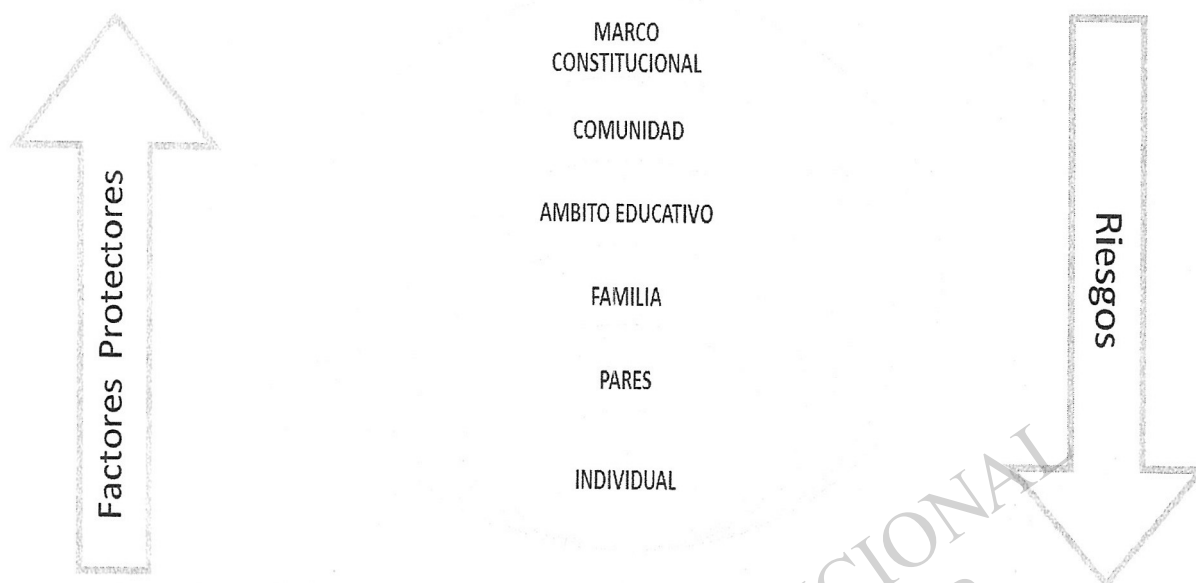 MARCO
CONSTITUCIONAL
COMUNIDAD
AMBITO EDUCATIVO
FAMILIA
PARES
INDIVIDUAL
Factores Protectores
Riesgos